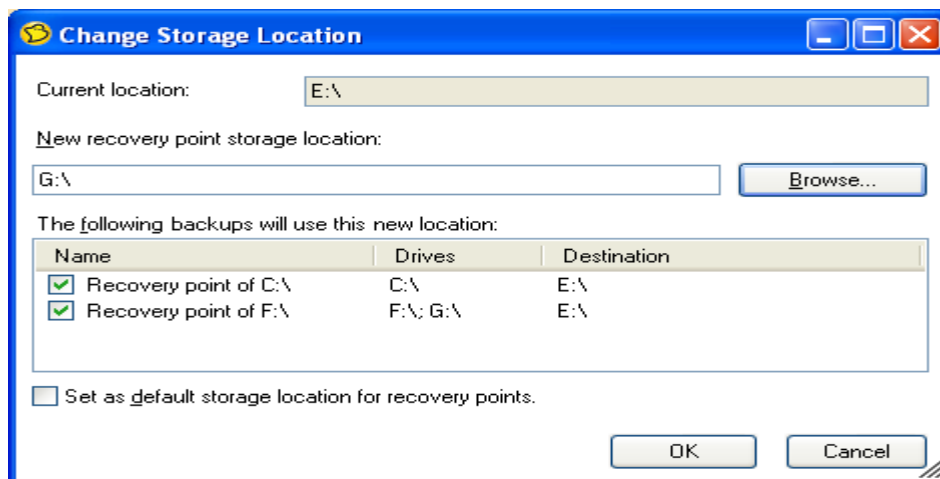 Change Storage Location
Current location: E:\
New recovery point storage location:
G:\ Browse...
The following backups will use this new location:
Name Drives Destination
Recovery point of C:\ C:\ E:\
Recovery point of F:\ F:\; G:\ E:\
Set as default storage location for recovery points.
OK Cancel